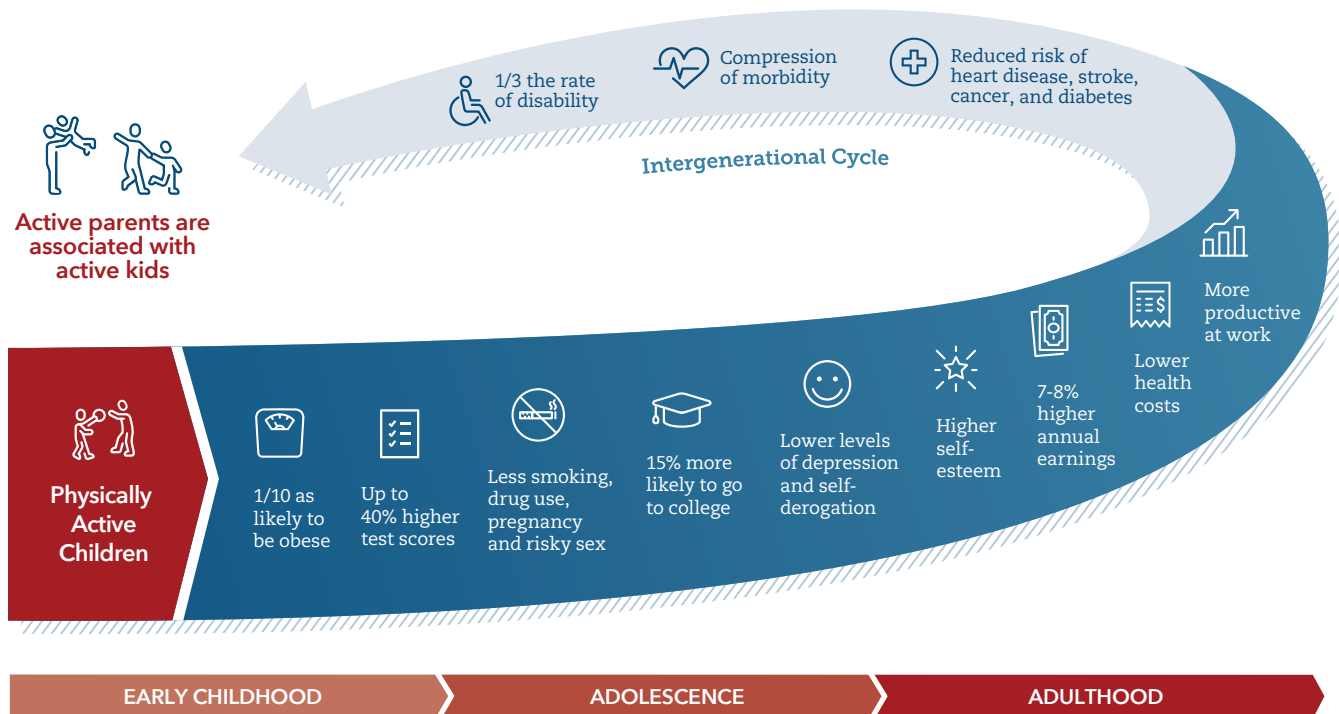 1/3 the rate
of disability
Compression
of morbidity
Reduced risk of
heart disease, stroke,
cancer, and diabetes
Intergenerational Cycle
Active parents are
associated with
active kids
Physically
Active
Children
1/10 as
likely to
be obese
Up to
40% higher
test scores
Less smoking,
drug use,
pregnancy
and risky sex
15% more
likely to go
to college
Lower levels
of depression
and self-
derogation
Higher
self-
esteem
7-8%
higher
annual
earnings
$
Lower
health
costs
More
productive
at work
EARLY CHILDHOOD
ADOLESCENCE
ADULTHOOD